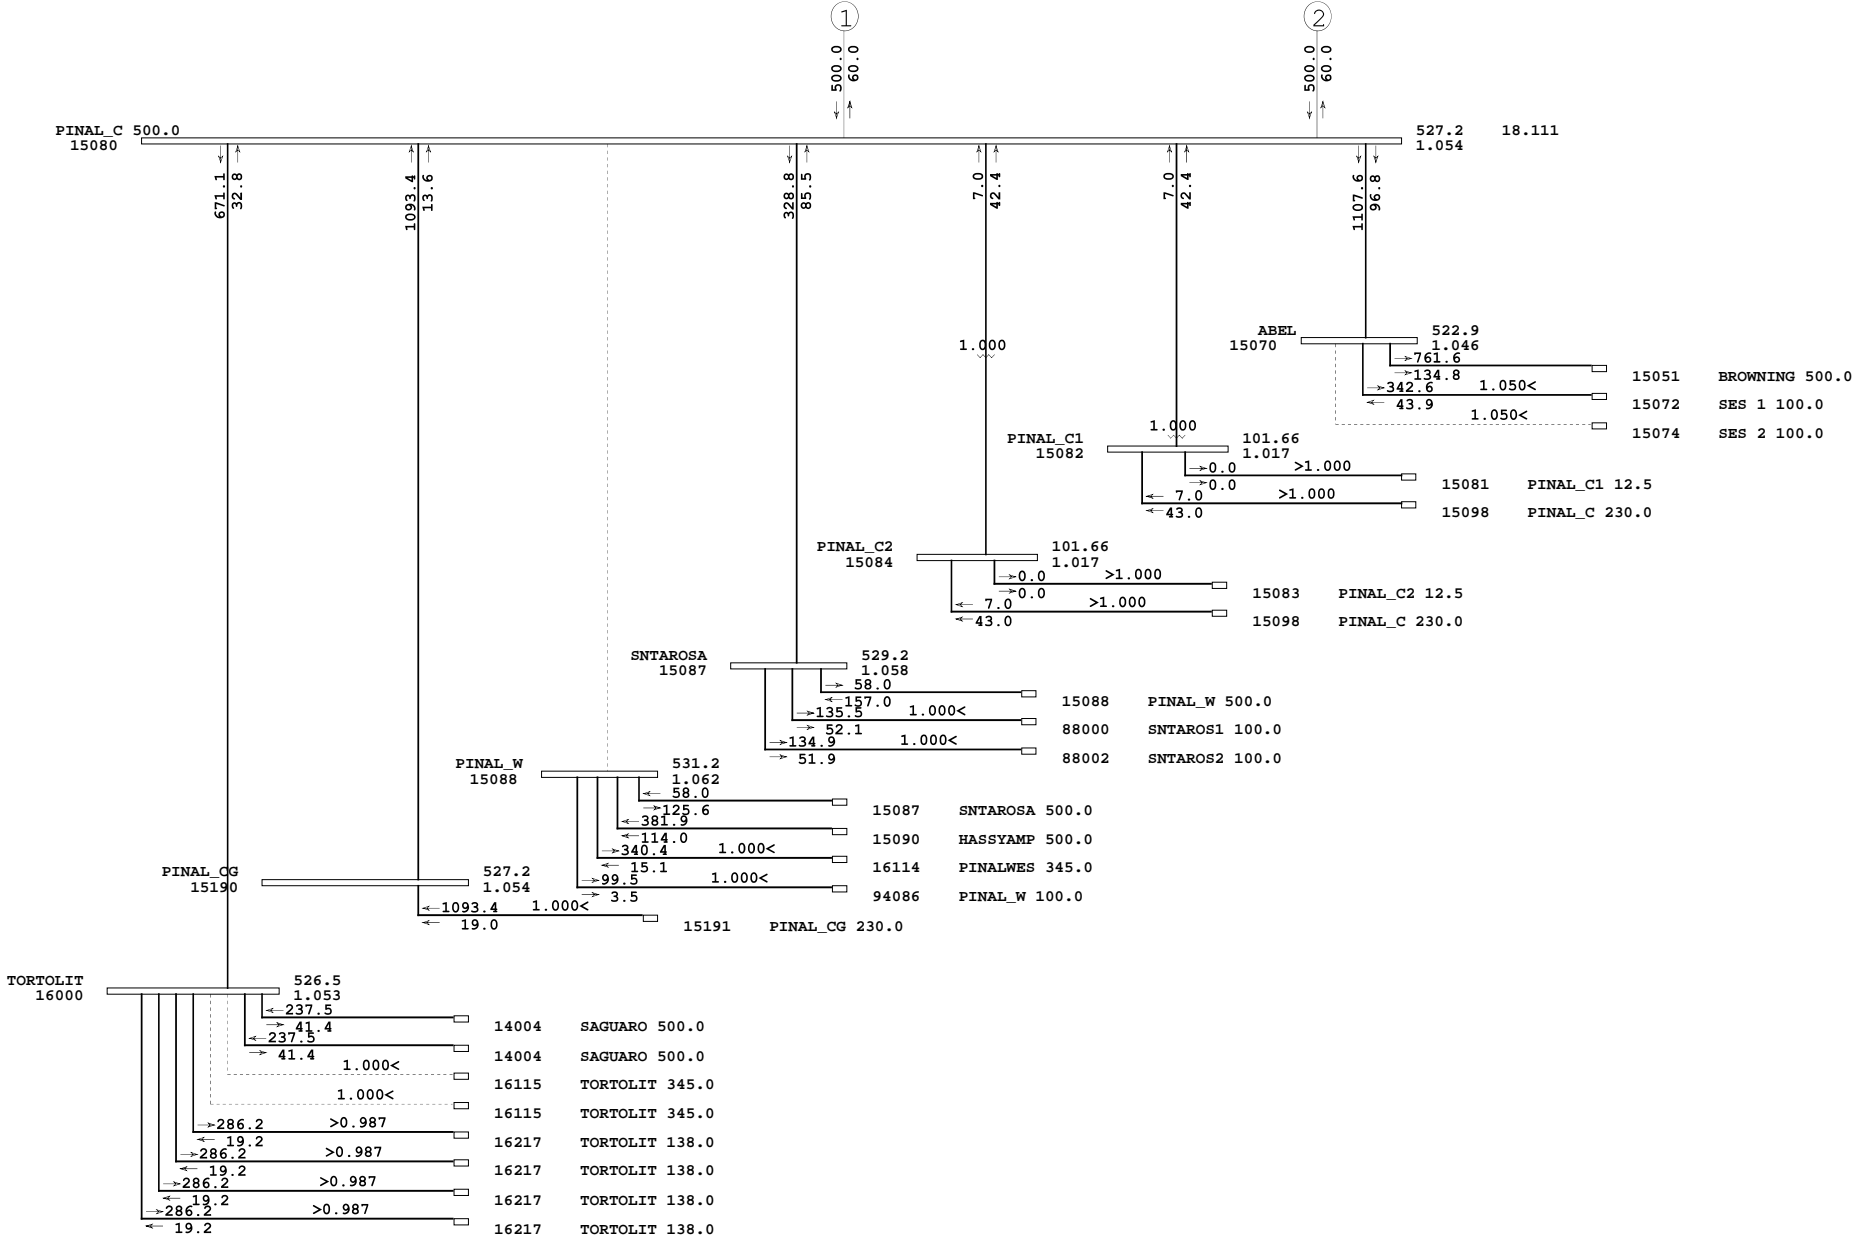 1
2
500.0
60.0
500.0
60.0
PINAL_C 500.0
15080
527.2 18.111
1.054
671.1
32.8
1093.4
13.6
328.8
85.5
7.0
42.4
7.0
42.4
1107.6
96.8
ABEL
15070
522.9
1.046
761.6
134.8
15051 BROWNING 500.0
342.6 1.050<
43.9
15072 SES 1 100.0
1.050<
15074 SES 2 100.0
1.000
1.000
PINAL_C1
15082
101.66
1.017
0.0 >1.000
0.0
15081 PINAL_C1 12.5
7.0 >1.000
43.0
15098 PINAL_C 230.0
PINAL_C2
15084
101.66
1.017
0.0 >1.000
0.0
15083 PINAL_C2 12.5
7.0 >1.000
43.0
15098 PINAL_C 230.0
SNTAROSA
15087
529.2
1.058
58.0
157.0
15088 PINAL_W 500.0
135.5 1.000<
52.1
88000 SNTAROS1 100.0
134.9 1.000<
51.9
88002 SNTAROS2 100.0
PINAL_W
15088
531.2
1.062
58.0
125.6
15087 SNTAROSA 500.0
381.9
114.0
15090 HASSYAMP 500.0
340.4 1.000<
15.1
16114 PINALWES 345.0
99.5 1.000<
3.5
94086 PINAL_W 100.0
PINAL_CG
15190
527.2
1.054
1093.4 1.000<
19.0
15191 PINAL_CG 230.0
TORTOLIT
16000
526.5
1.053
237.5
41.4
14004 SAGUARO 500.0
237.5
41.4
14004 SAGUARO 500.0
1.000<
16115 TORTOLIT 345.0
1.000<
16115 TORTOLIT 345.0
286.2 >0.987
19.2
16217 TORTOLIT 138.0
286.2 >0.987
19.2
16217 TORTOLIT 138.0
286.2 >0.987
19.2
16217 TORTOLIT 138.0
286.2 >0.987
19.2
16217 TORTOLIT 138.0